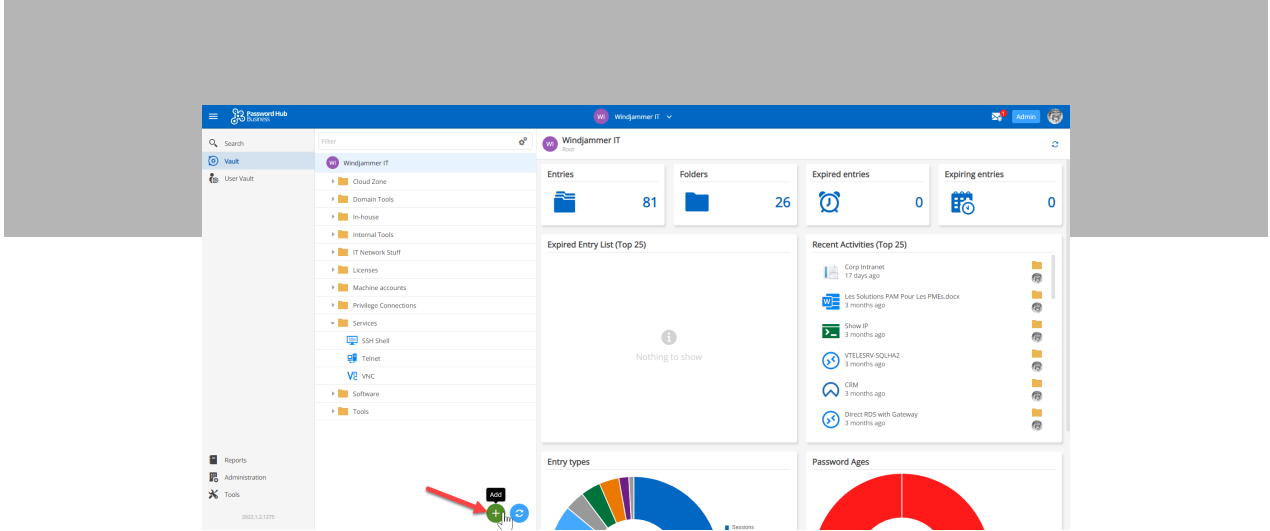 Password Hub
Business
WI
Windjammer IT
1
Admin
Search
Vault
User Vault
Reports
Administration
Tools
2022.1.2.1275
Filter
WI
Windjammer IT
Cloud Zone
Domain Tools
In-house
Internal Tools
IT Network Stuff
Licenses
Machine accounts
Privilege Connections
Services
SSH Shell
Telnet
VNC
Software
Tools
Add
WI
Windjammer IT
Root
Entries
81
Folders
26
Expired entries
0
Expiring entries
0
Expired Entry List (Top 25)
Nothing to show
Recent Activities (Top 25)
Corp Intranet
17 days ago
Les Solutions PAM Pour Les PMEs.docx
3 months ago
Show IP
3 months ago
VTELESRV-SQLHA2
3 months ago
CRM
3 months ago
Direct RDS with Gateway
3 months ago
Entry types
Sessions
Password Ages